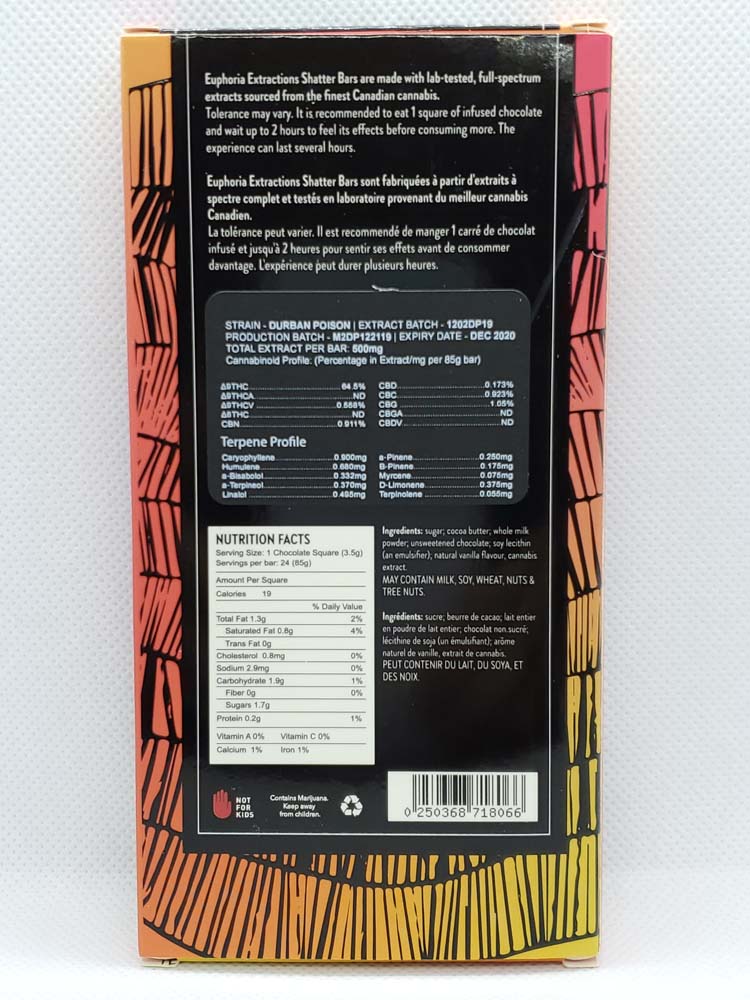 Euphoria Extractions Shatter Bars are made with lab-tested, full-spectrum
extracts sourced from the finest Canadian cannabis.
Tolerance may vary. It is recommended to eat 1 square of infused chocolate
and wait up to 2 hours to feel its effects before consuming more. The
experience can last several hours.
Euphoria Extractions Shatter Bars sont fabriquées à partir d'extraits à
spectre complet et testés en laboratoire provenant du meilleur cannabis
Canadien.
La tolérance peut varier. Il est recommendé de manger 1 carré de chocolat
infusé et jusqu'à 2 heures pour sentir ses effets avant de consommer
davantage. L'expérience peut durer plusieurs heures.
STRAIN - DURBAN POISON | EXTRACT BATCH - 1202DP19
PRODUCTION BATCH - M2DP122119 | EXPIRY DATE - DEC 2020
TOTAL EXTRACT PER BAR: 500mg
Cannabinoid Profile: (Percentage in Extract/mg per 85g bar)
Δ9THC 64.5%
Δ9THCA ND
Δ9THCV 0.558%
Δ8THC ND
CBN 0.911%
CBD 0.173%
CBC 0.923%
CBG 1.05%
CBGA ND
CBDV ND
Terpene Profile
Caryophyllene 0.900mg
Humulene 0.680mg
a-Bisabolol 0.332mg
a-Terpineol 0.370mg
Linalol 0.495mg
a-Pinene 0.250mg
B-Pinene 0.175mg
Myrcene 0.075mg
D-Limonene 0.375mg
Terpinolene 0.055mg
NUTRITION FACTS
Serving Size: 1 Chocolate Square (3.5g)
Servings per bar: 24 (85g)
Amount Per Square
Calories 19
% Daily Value
Total Fat 1.3g 2%
Saturated Fat 0.8g 4%
Trans Fat 0g
Cholesterol 0.8mg 0%
Sodium 2.9mg 0%
Carbohydrate 1.9g 1%
Fiber 0g 0%
Sugars 1.7g
Protein 0.2g 1%
Vitamin A 0% Vitamin C 0%
Calcium 1% Iron 1%
Ingredients: sugar; cocoa butter; whole milk
powder; unsweetened chocolate; soy lecithin
(an emulsifier); natural vanilla flavour, cannabis
extract.
MAY CONTAIN MILK, SOY, WHEAT, NUTS &
TREE NUTS.
Ingrédients: sucre; beurre de cacao; lait entier
en poudre de lait entier; chocolat non sucré;
lécithine de soja (un émulsifiant); arôme
naturel de vanille, extrait de cannabis.
PEUT CONTENIR DU LAIT, DU SOYA, ET
DES NOIX.
NOT
FOR
KIDS
Contains Marijuana.
Keep away
from children.
0 250368 718066